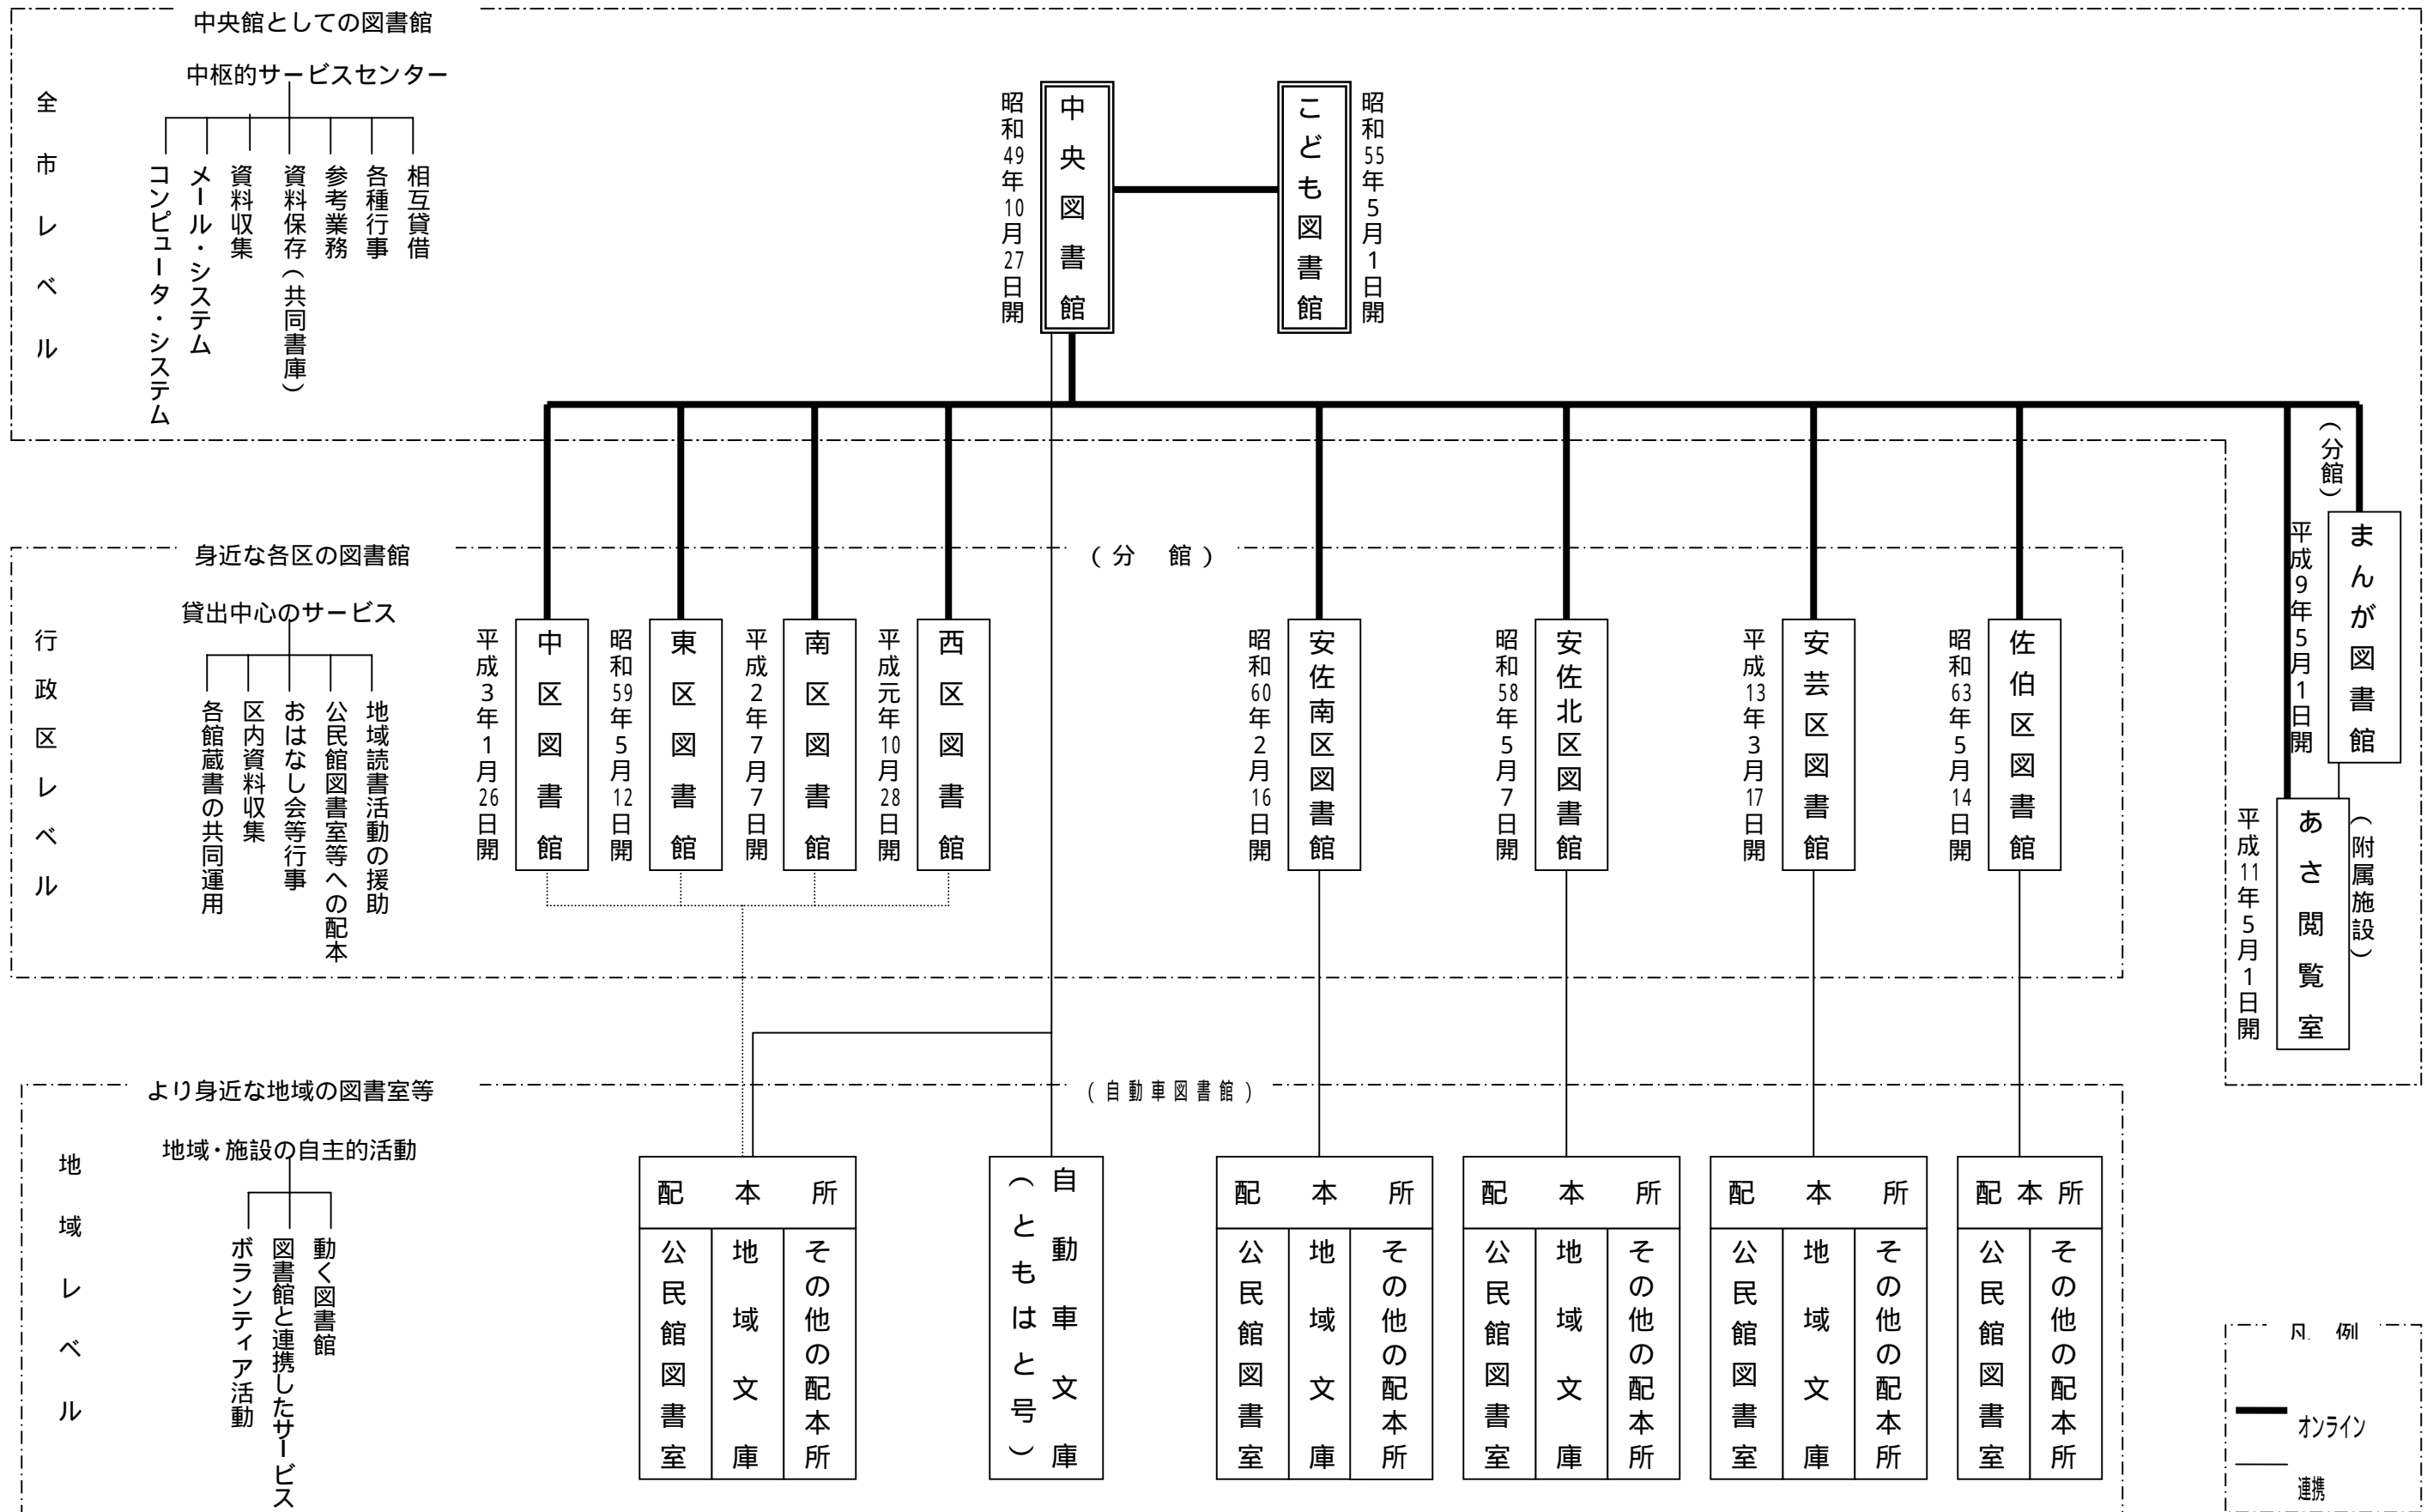 中央館としての図書館
中枢的サービスセンター
全市レベル
コンピュータ・システム
メール・システム
資料収集
資料保存(共同書庫)
参考業務
各種行事
相互貸借
昭和49年10月27日開
中央図書館
こども図書館
昭和55年5月1日開
(分館)
まんが図書館
平成9年5月1日開
あさ閲覧室
(附属施設)
平成11年5月1日開
身近な各区の図書館
(分 館)
貸出中心のサービス
行政区レベル
各館蔵書の共同運用
区内資料収集
おはなし会等行事
公民館図書室等への配本
地域読書活動の援助
平成3年1月26日開
中区図書館
昭和59年5月12日開
東区図書館
平成2年7月7日開
南区図書館
平成元年10月28日開
西区図書館
昭和60年2月16日開
安佐南区図書館
昭和58年5月7日開
安佐北区図書館
平成13年3月17日開
安芸区図書館
昭和63年5月14日開
佐伯区図書館
より身近な地域の図書室等
(自動車図書館)
地域・施設の自主的活動
地域レベル
ボランティア活動
図書館と連携したサービス
動く図書館
配本所
公民館図書室
地域文庫
その他の配本所
自動車文庫
(ともはと号)
配本所
公民館図書室
地域文庫
その他の配本所
配本所
公民館図書室
地域文庫
その他の配本所
配本所
公民館図書室
地域文庫
その他の配本所
配本所
公民館図書室
その他の配本所
凡 例
オンライン
連携